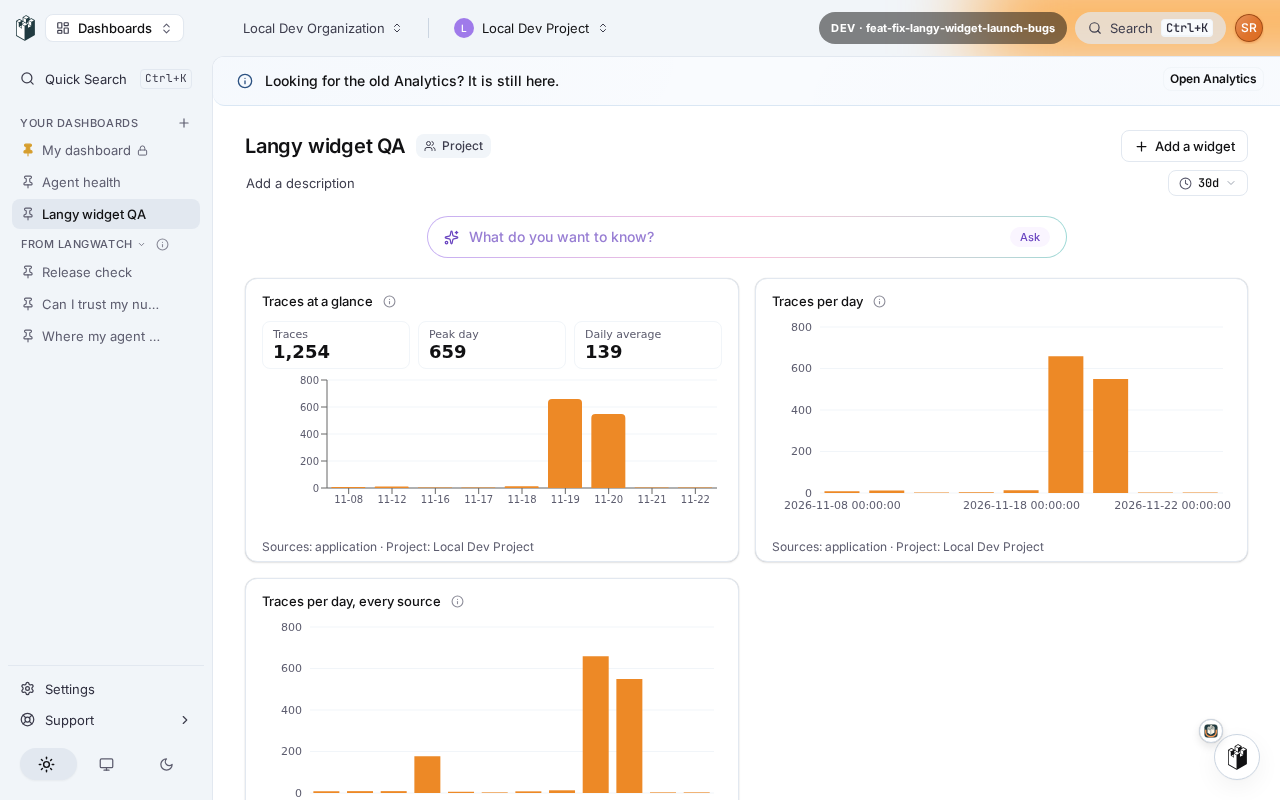 Dashboards
Local Dev Organization
L
Local Dev Project
DEV · feat-fix-langy-widget-launch-bugs
Search Ctrl+K
SR
Quick Search Ctrl+K
YOUR DASHBOARDS
My dashboard
Agent health
Langy widget QA
FROM LANGWATCH
Release check
Can I trust my nu...
Where my agent ...
Settings
Support
Looking for the old Analytics? It is still here.
Open Analytics
Langy widget QA
Project
Add a widget
Add a description
30d
What do you want to know?
Ask
Traces at a glance
Traces
1,254
Peak day
659
Daily average
139
800
600
400
200
0
11-08 11-12 11-16 11-17 11-18 11-19 11-20 11-21 11-22
Sources: application · Project: Local Dev Project
Traces per day
800
600
400
200
0
2026-11-08 00:00:00 2026-11-18 00:00:00 2026-11-22 00:00:00
Sources: application · Project: Local Dev Project
Traces per day, every source
800
600
400
200
0